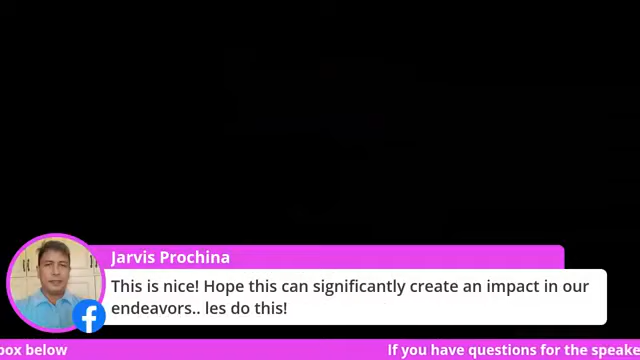 Jarvis Prochina
This is nice! Hope this can significantly create an impact in our
endeavors.. les do this!
box below
If you have questions for the speake